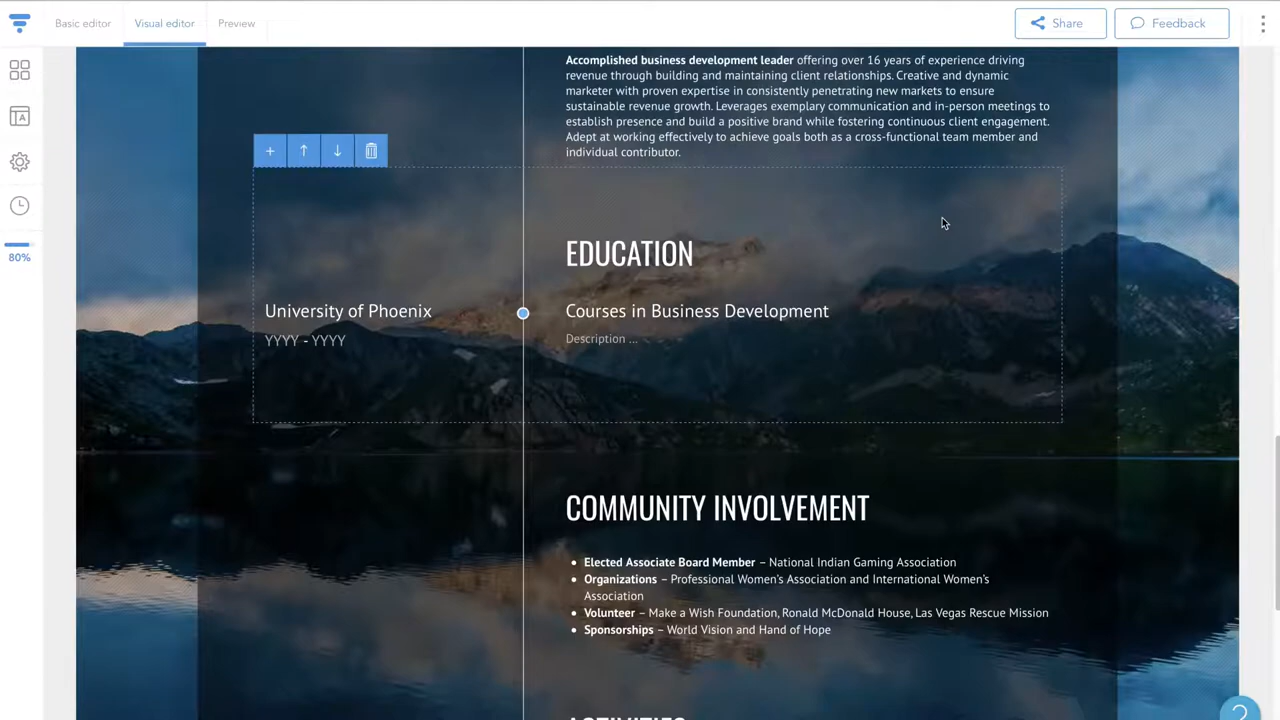 Basic editor
Visual editor
Preview
Share
Feedback
80%
Accomplished business development leader offering over 16 years of experience driving
revenue through building and maintaining client relationships. Creative and dynamic
marketer with proven expertise in consistently penetrating new markets to ensure
sustainable revenue growth. Leverages exemplary communication and in-person meetings to
establish presence and build a positive brand while fostering continuous client engagement.
Adept at working effectively to achieve goals both as a cross-functional team member and
individual contributor.
EDUCATION
University of Phoenix
YYYY - YYYY
Courses in Business Development
Description ...
COMMUNITY INVOLVEMENT
• Elected Associate Board Member – National Indian Gaming Association
• Organizations – Professional Women's Association and International Women's
Association
• Volunteer – Make a Wish Foundation, Ronald McDonald House, Las Vegas Rescue Mission
• Sponsorships – World Vision and Hand of Hope
ACTIVITIES
?